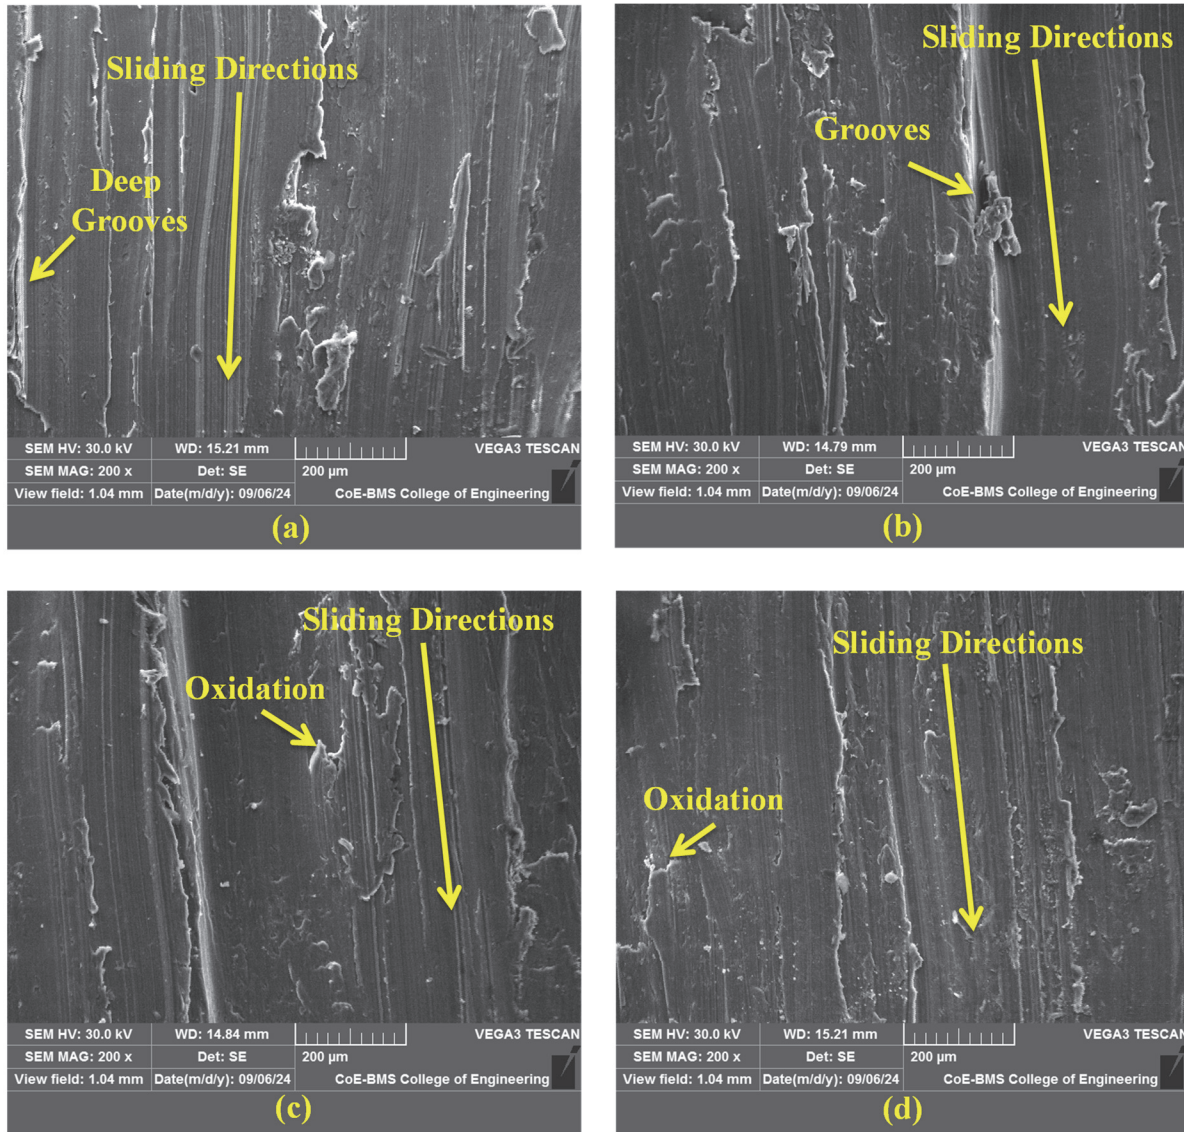 Sliding Directions
Deep
Grooves
SEM HV: 30.0 kV WD: 15.21 mm VEGA3 TESCAN
SEM MAG: 200 x Det: SE 200 µm
View field: 1.04 mm Date(m/d/y): 09/06/24 CoE-BMS College of Engineering
(a)
Sliding Directions
Grooves
SEM HV: 30.0 kV WD: 14.79 mm VEGA3 TESCAN
SEM MAG: 200 x Det: SE 200 µm
View field: 1.04 mm Date(m/d/y): 09/06/24 CoE-BMS College of Engineering
(b)
Sliding Directions
Oxidation
SEM HV: 30.0 kV WD: 14.84 mm VEGA3 TESCAN
SEM MAG: 200 x Det: SE 200 µm
View field: 1.04 mm Date(m/d/y): 09/06/24 CoE-BMS College of Engineering
(c)
Sliding Directions
Oxidation
SEM HV: 30.0 kV WD: 15.21 mm VEGA3 TESCAN
SEM MAG: 200 x Det: SE 200 µm
View field: 1.04 mm Date(m/d/y): 09/06/24 CoE-BMS College of Engineering
(d)